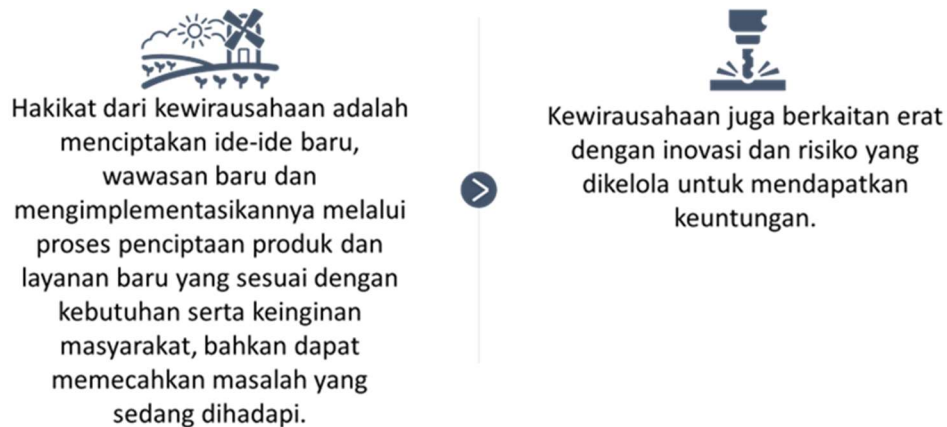 Hakikat dari kewirausahaan adalah
menciptakan ide-ide baru,
wawasan baru dan
mengimplementasikannya melalui
proses penciptaan produk dan
layanan baru yang sesuai dengan
kebutuhan serta keinginan
masyarakat, bahkan dapat
memecahkan masalah yang
sedang dihadapi.
Kewirausahaan juga berkaitan erat
dengan inovasi dan risiko yang
dikelola untuk mendapatkan
keuntungan.